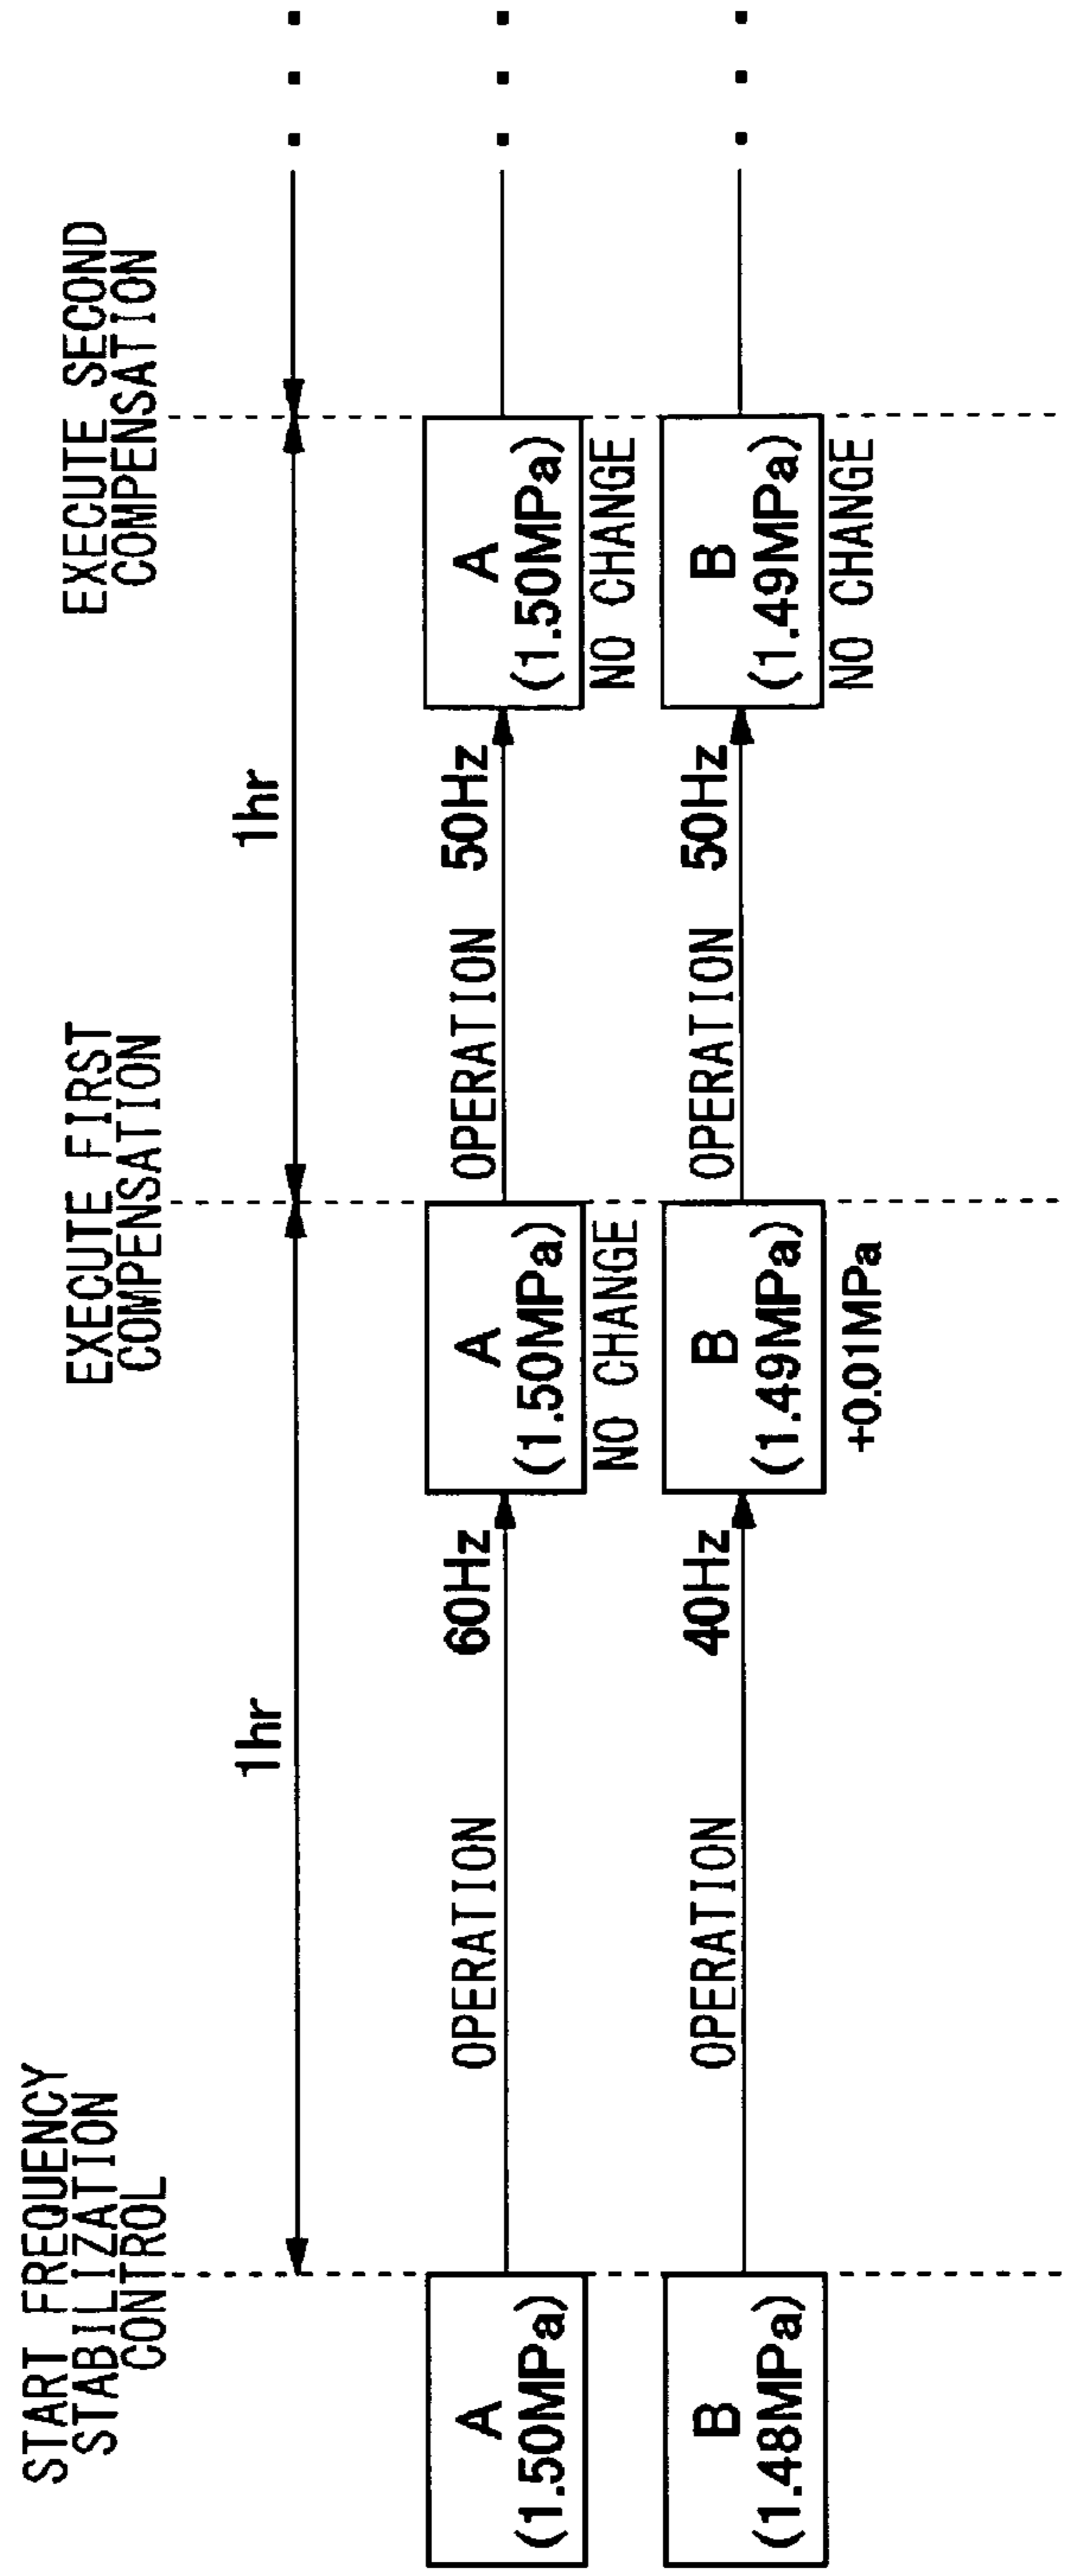 START FREQUENCY
STABILIZATION
CONTROL
EXECUTE FIRST
COMPENSATION
EXECUTE SECOND
COMPENSATION
1hr
1hr
A
(1.50MPa)
OPERATION
60Hz
A
(1.50MPa)
NO CHANGE
OPERATION
50Hz
A
(1.50MPa)
NO CHANGE
B
(1.48MPa)
OPERATION
40Hz
B
(1.49MPa)
+0.01MPa
OPERATION
50Hz
B
(1.49MPa)
NO CHANGE